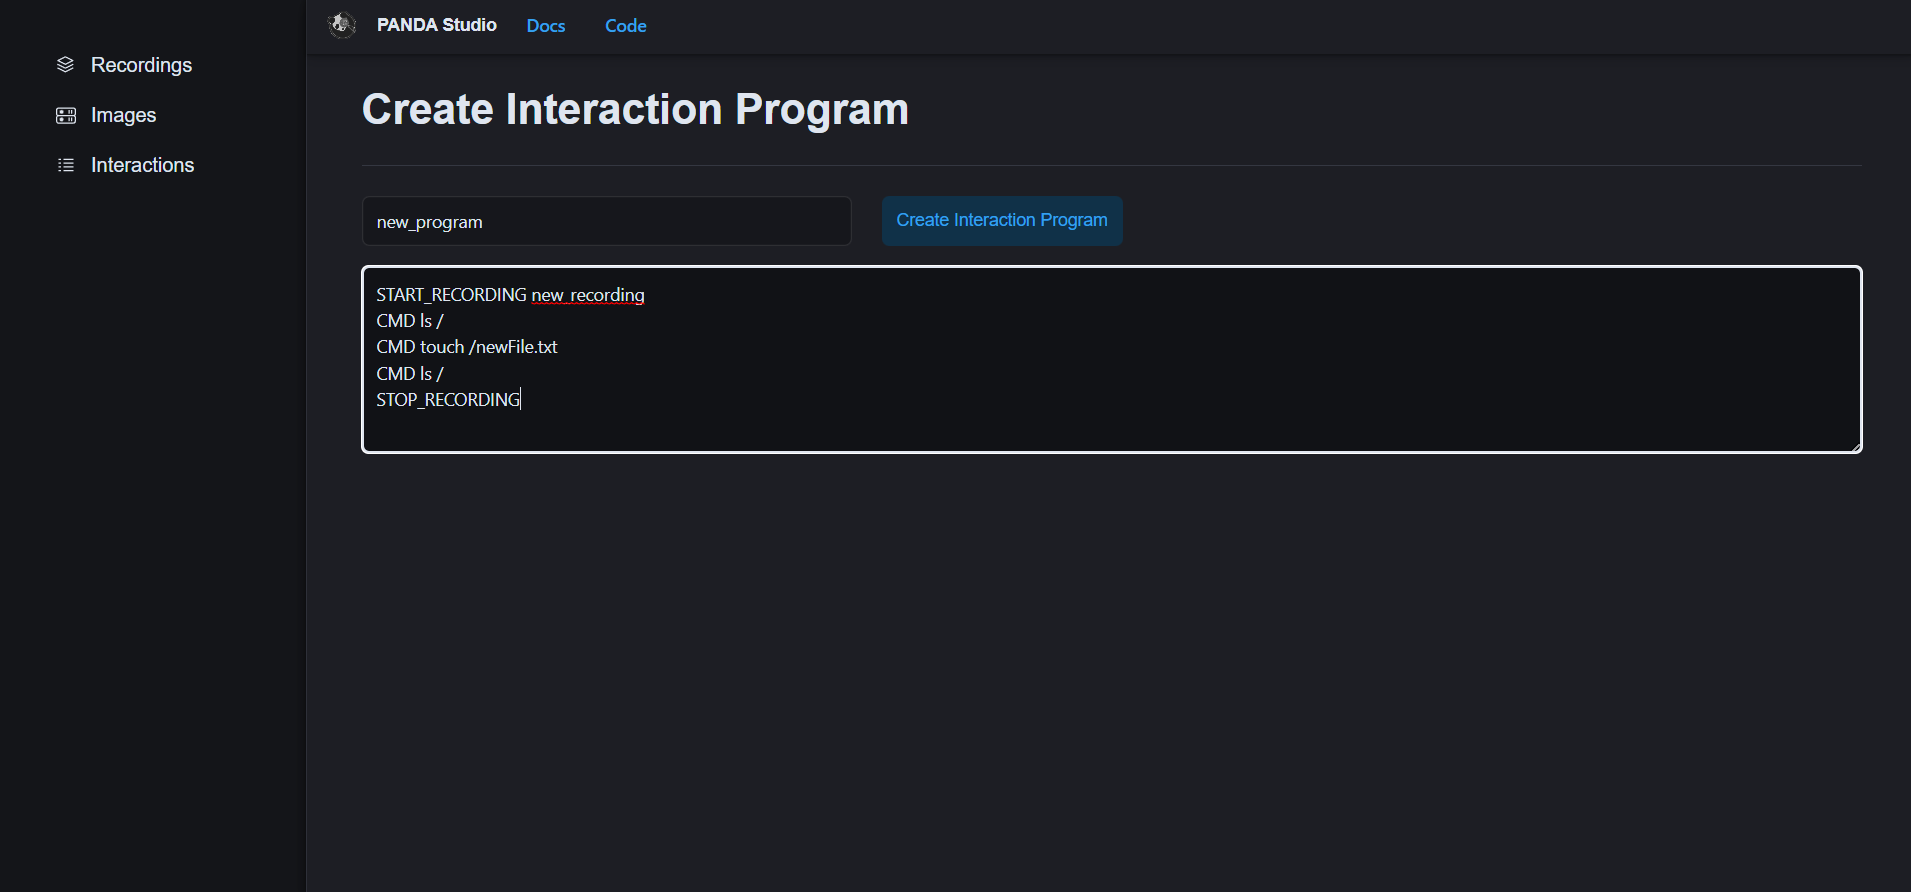 Recordings
Images
Interactions
PANDA Studio Docs Code
Create Interaction Program
new_program
Create Interaction Program
START_RECORDING new_recording
CMD ls /
CMD touch /newFile.txt
CMD ls /
STOP_RECORDING